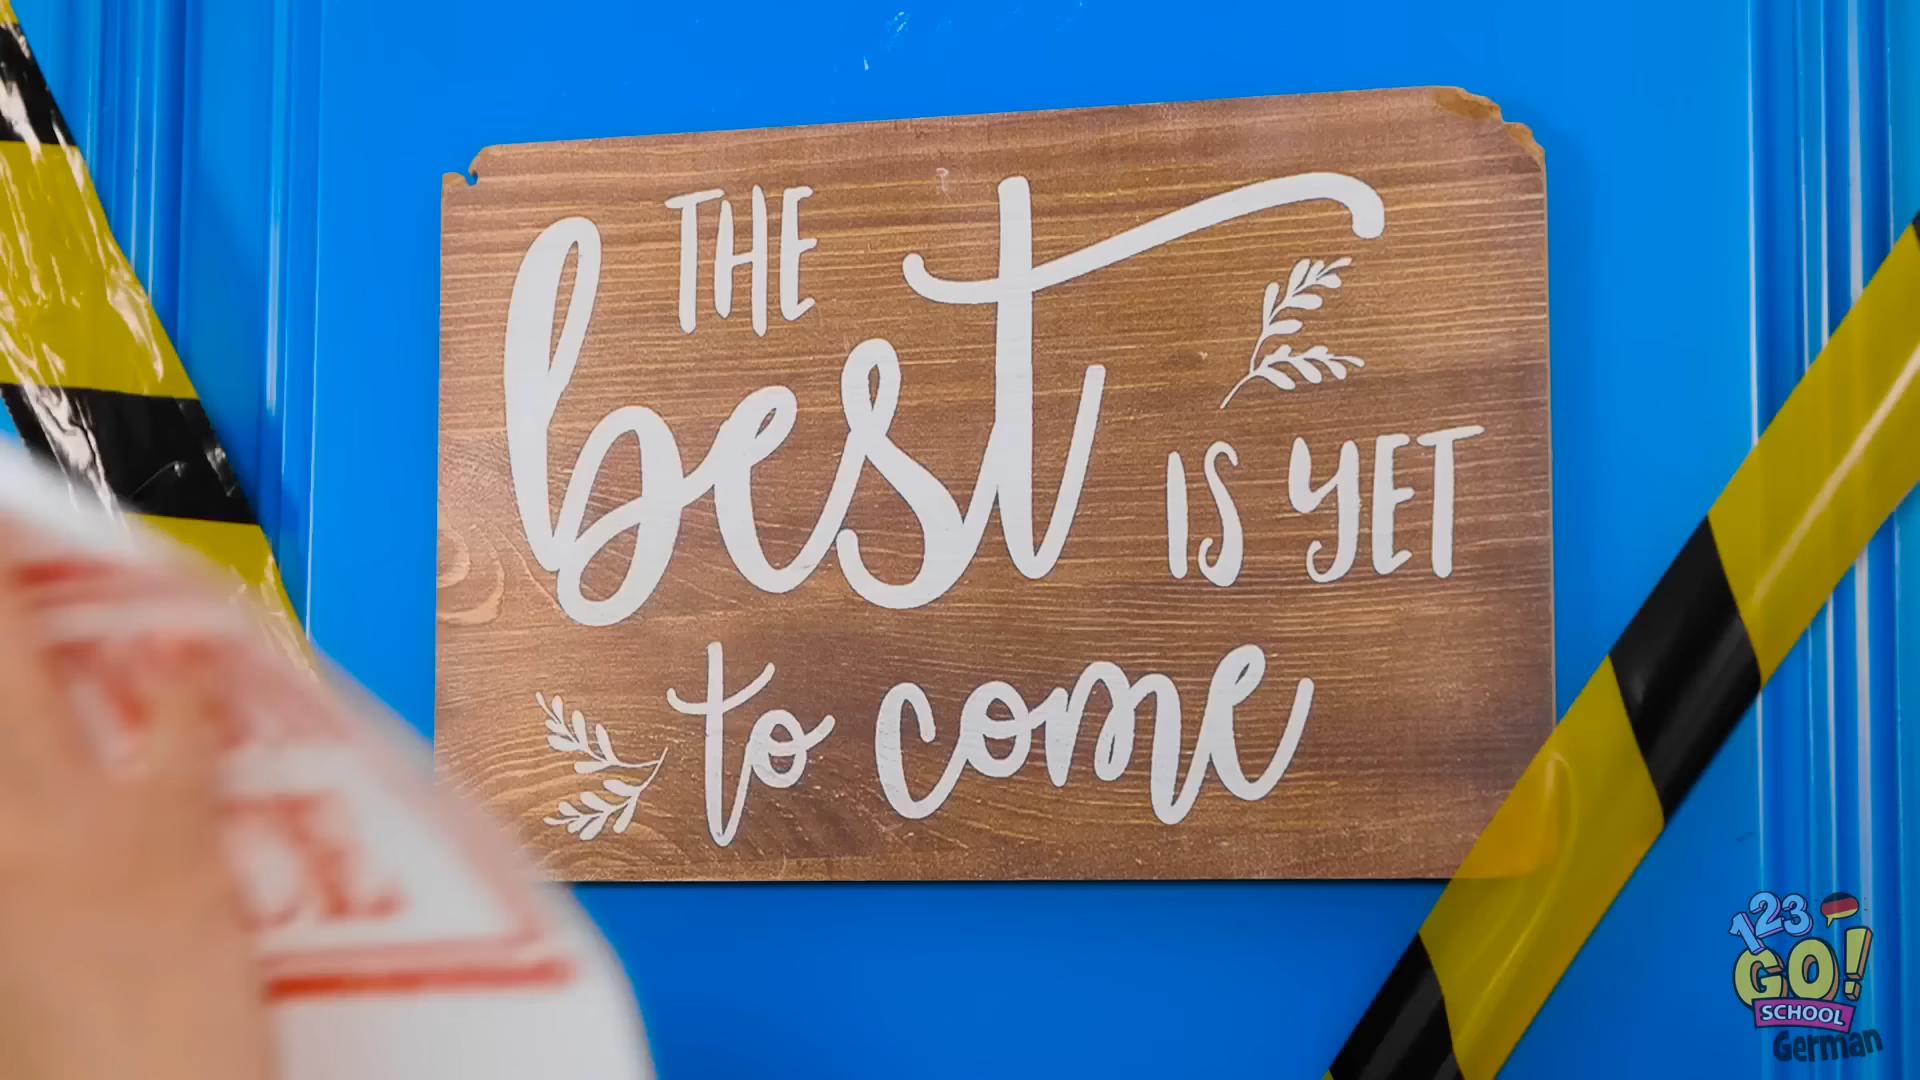 THE
best IS YET
to come
123
GO!
SCHOOL
German